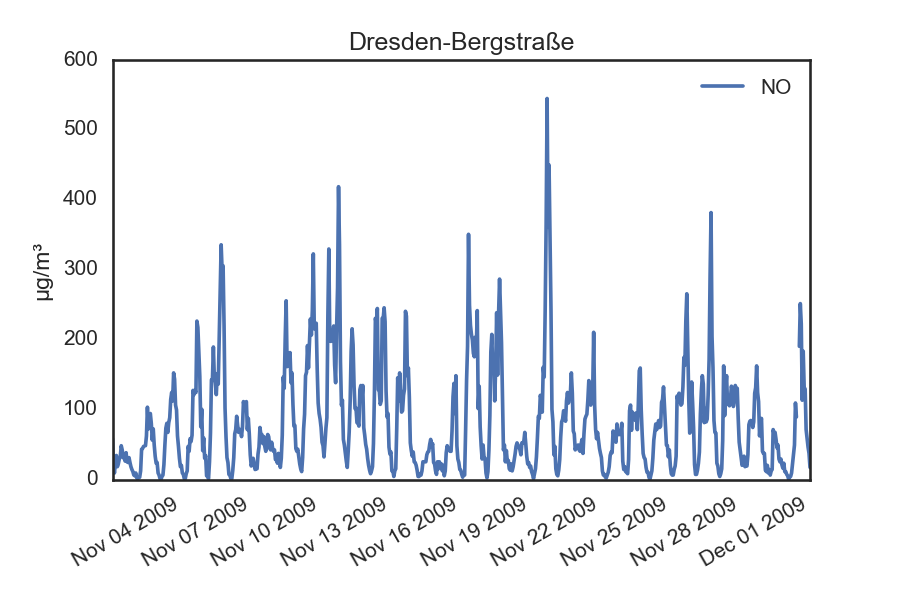 Dresden-Bergstraße
600
500
400
300
200
100
0
µg/m³
NO
Nov 04 2009
Nov 07 2009
Nov 10 2009
Nov 13 2009
Nov 16 2009
Nov 19 2009
Nov 22 2009
Nov 25 2009
Nov 28 2009
Dec 01 2009